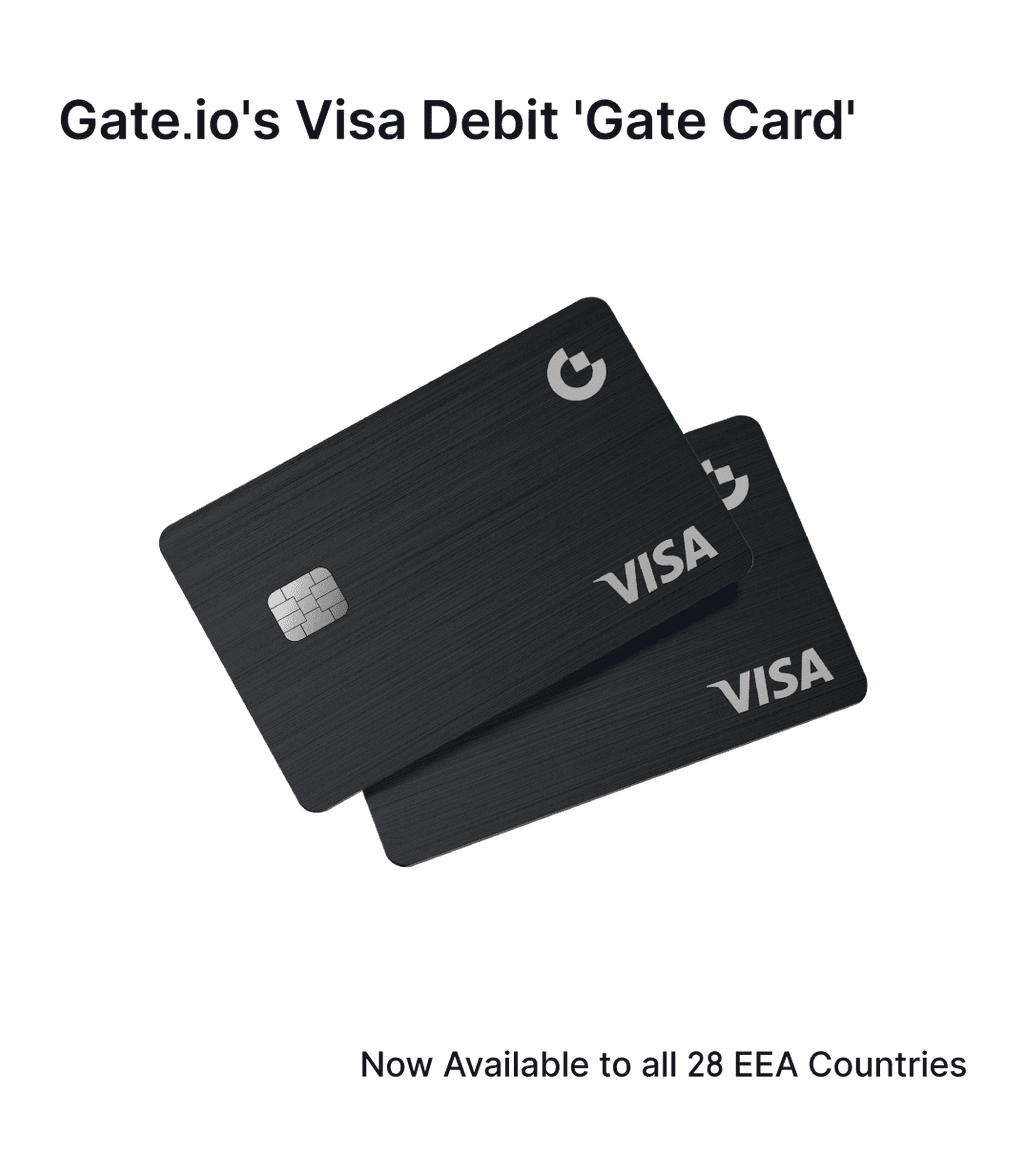 Gate.io's Visa Debit 'Gate Card'
VISA
VISA
Now Available to all 28 EEA Countries